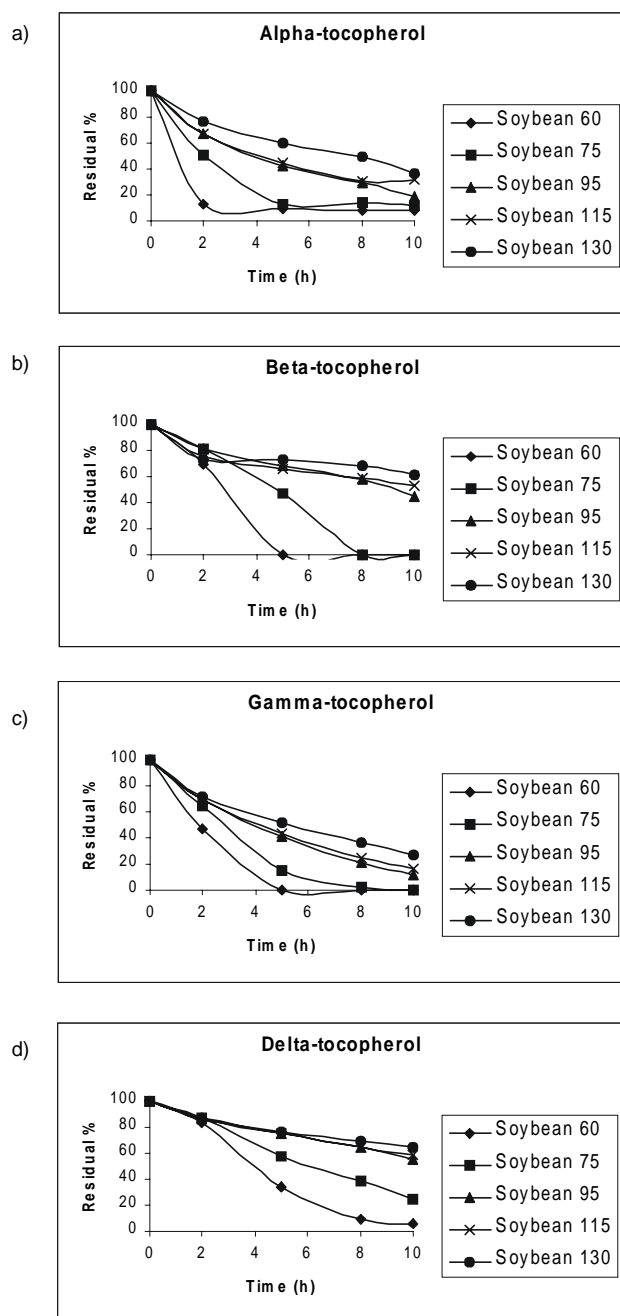 a)
Alpha-tocopherol
Residual %
100
80
60
40
20
0
0 2 4 6 8 10
Time (h)
Soybean 60
Soybean 75
Soybean 95
Soybean 115
Soybean 130
b)
Beta-tocopherol
Residual %
100
80
60
40
20
0
0 2 4 6 8 10
Time (h)
Soybean 60
Soybean 75
Soybean 95
Soybean 115
Soybean 130
c)
Gamma-tocopherol
Residual %
100
80
60
40
20
0
0 2 4 6 8 10
Time (h)
Soybean 60
Soybean 75
Soybean 95
Soybean 115
Soybean 130
d)
Delta-tocopherol
Residual %
100
80
60
40
20
0
0 2 4 6 8 10
Time (h)
Soybean 60
Soybean 75
Soybean 95
Soybean 115
Soybean 130